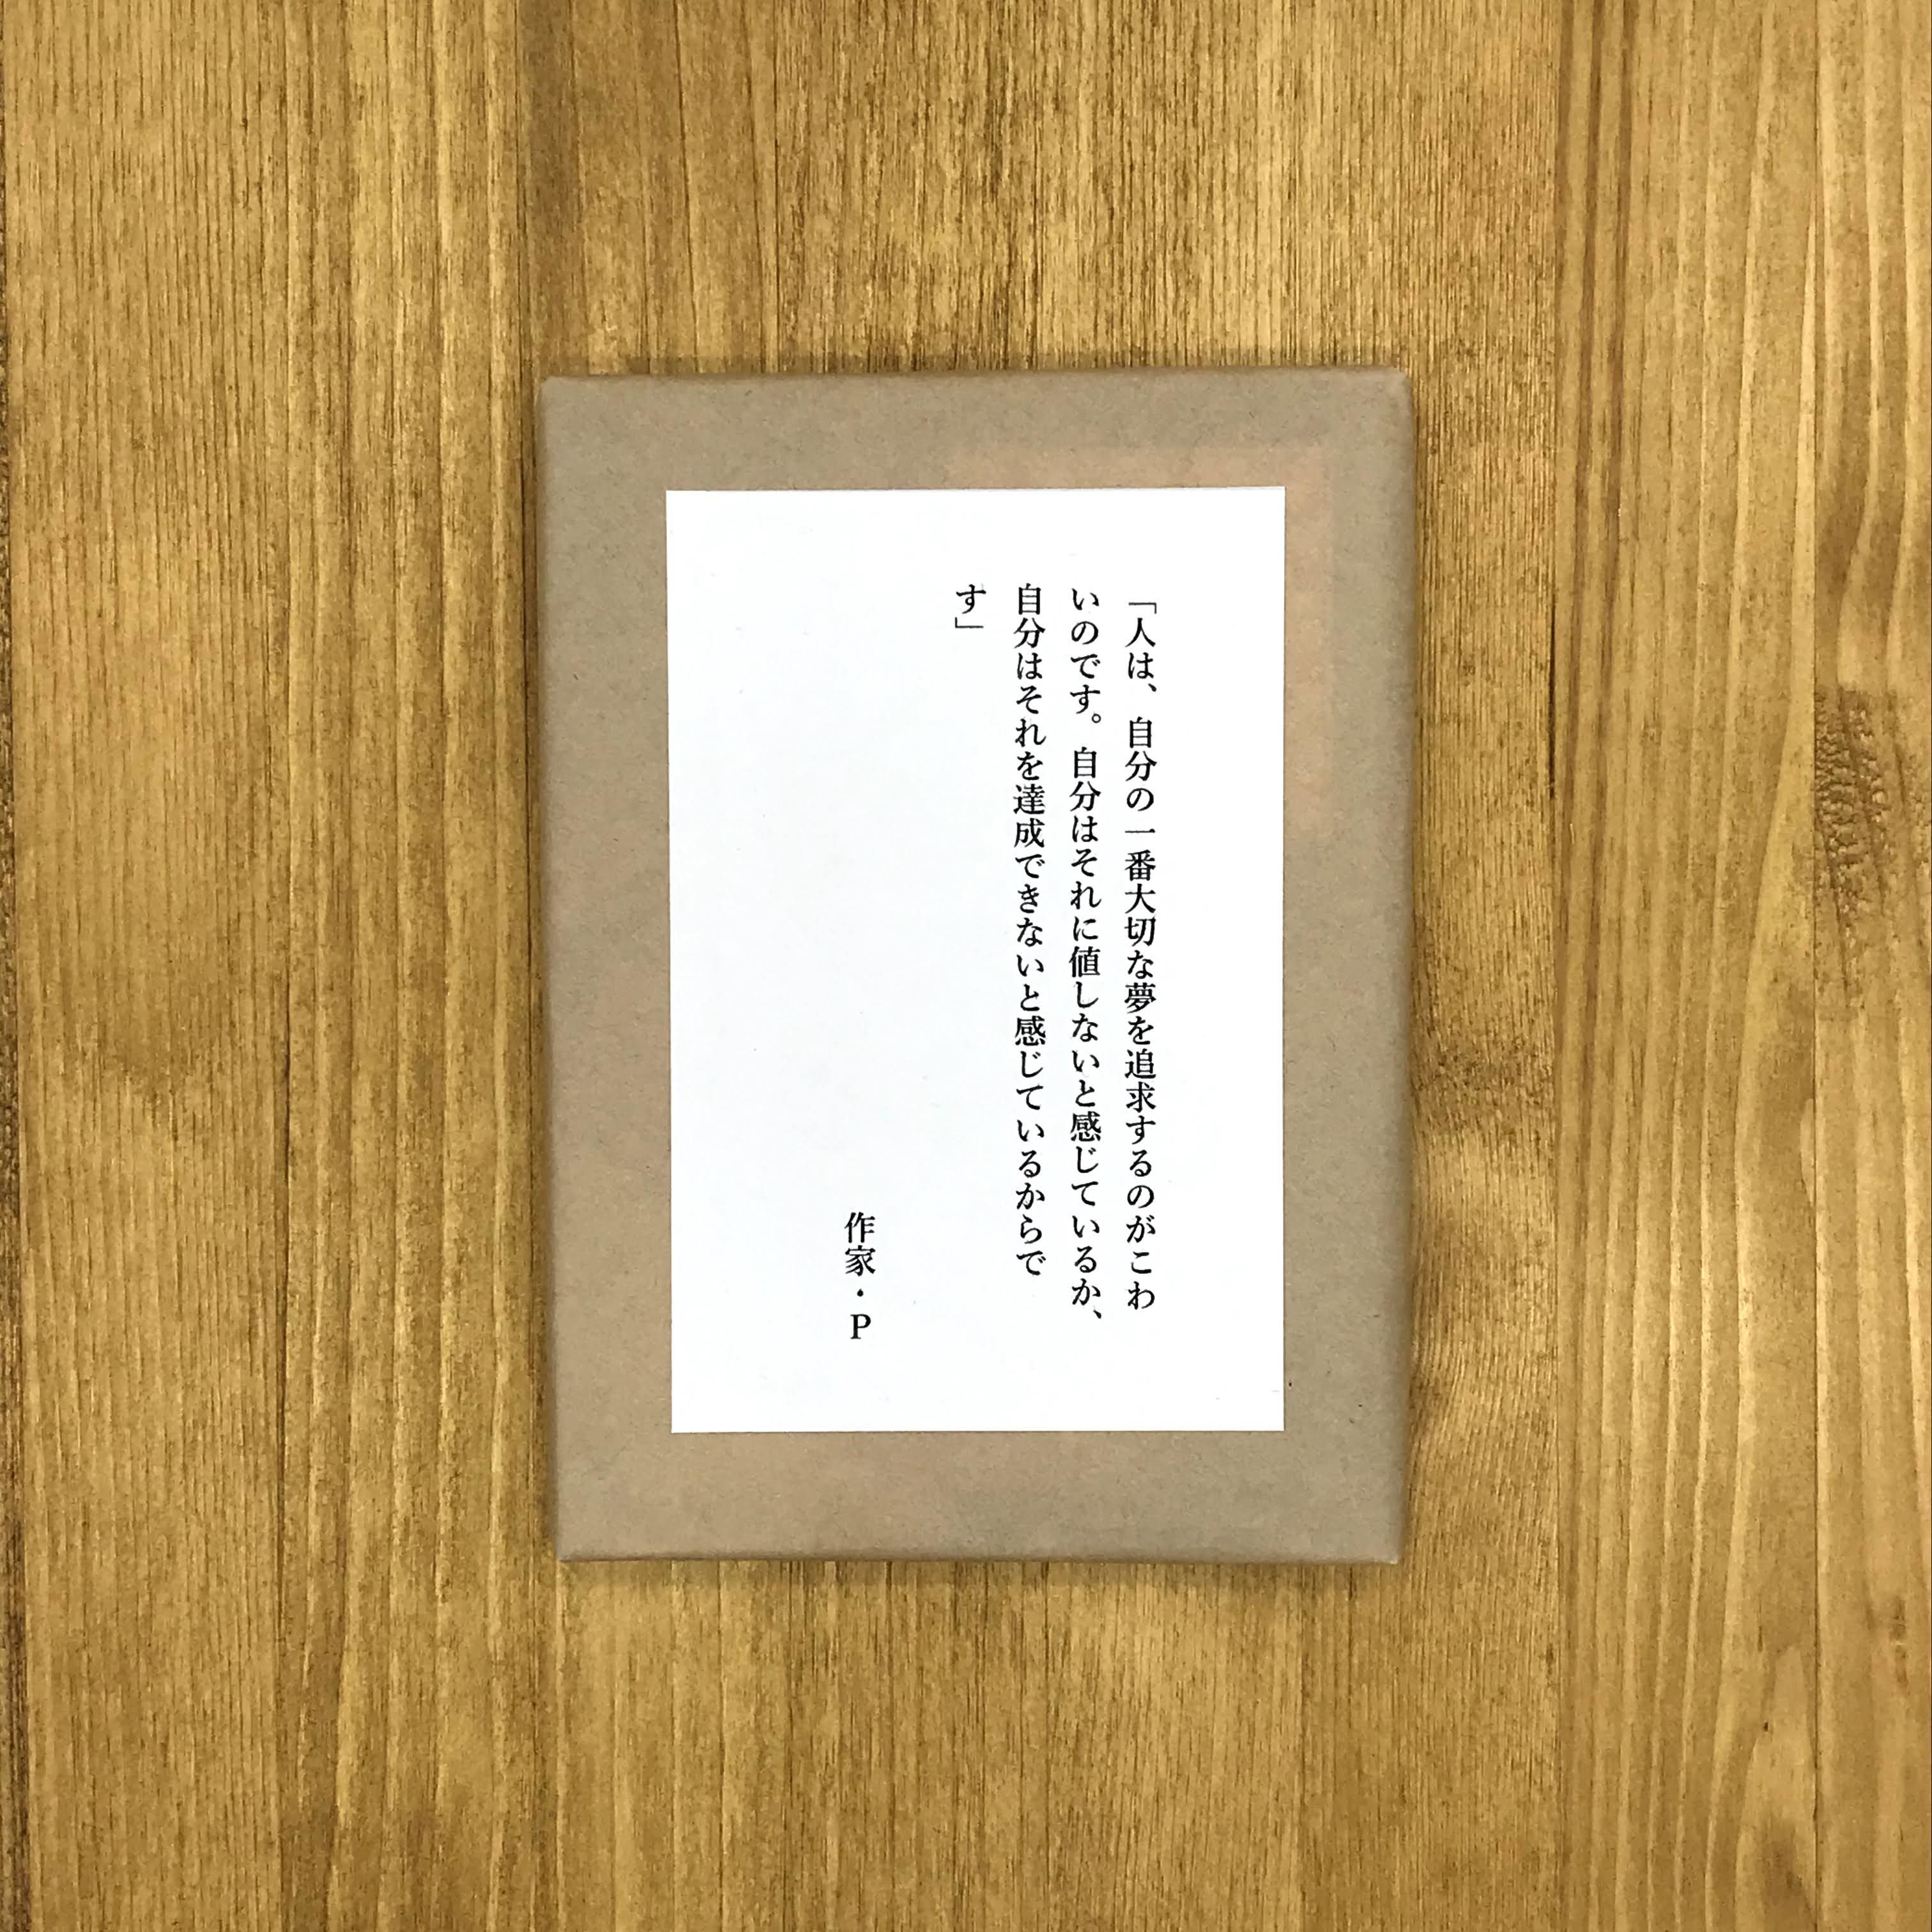 「人は、自分の一番大切な夢を追求するのがこわ
いのです。自分はそれに値しないと感じているか、
自分はそれを達成できないと感じているからで
す」
作家・P